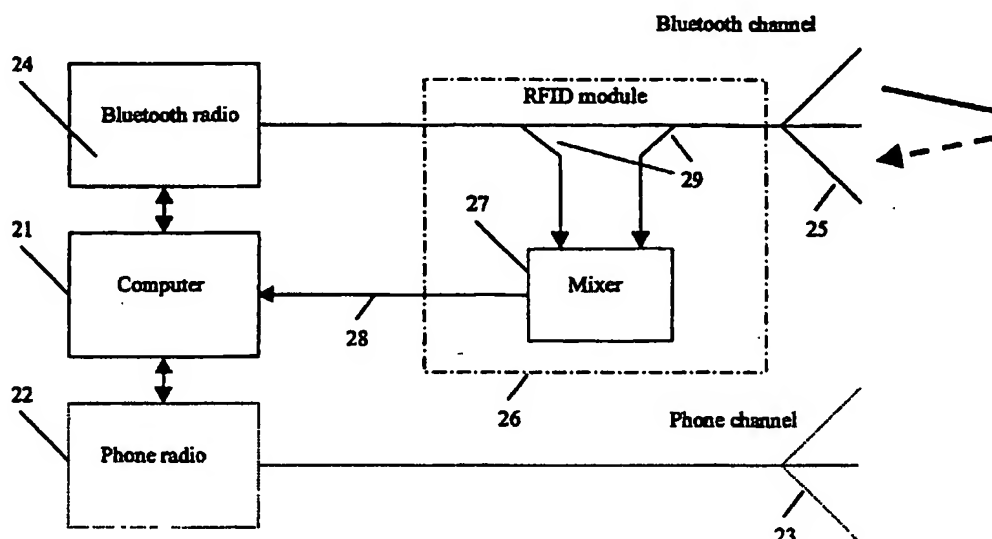 Bluetooth channel
24
RFID module
Bluetooth radio
29
27
25
21
Computer
Mixer
28
22
26
Phone channel
Phone radio
23